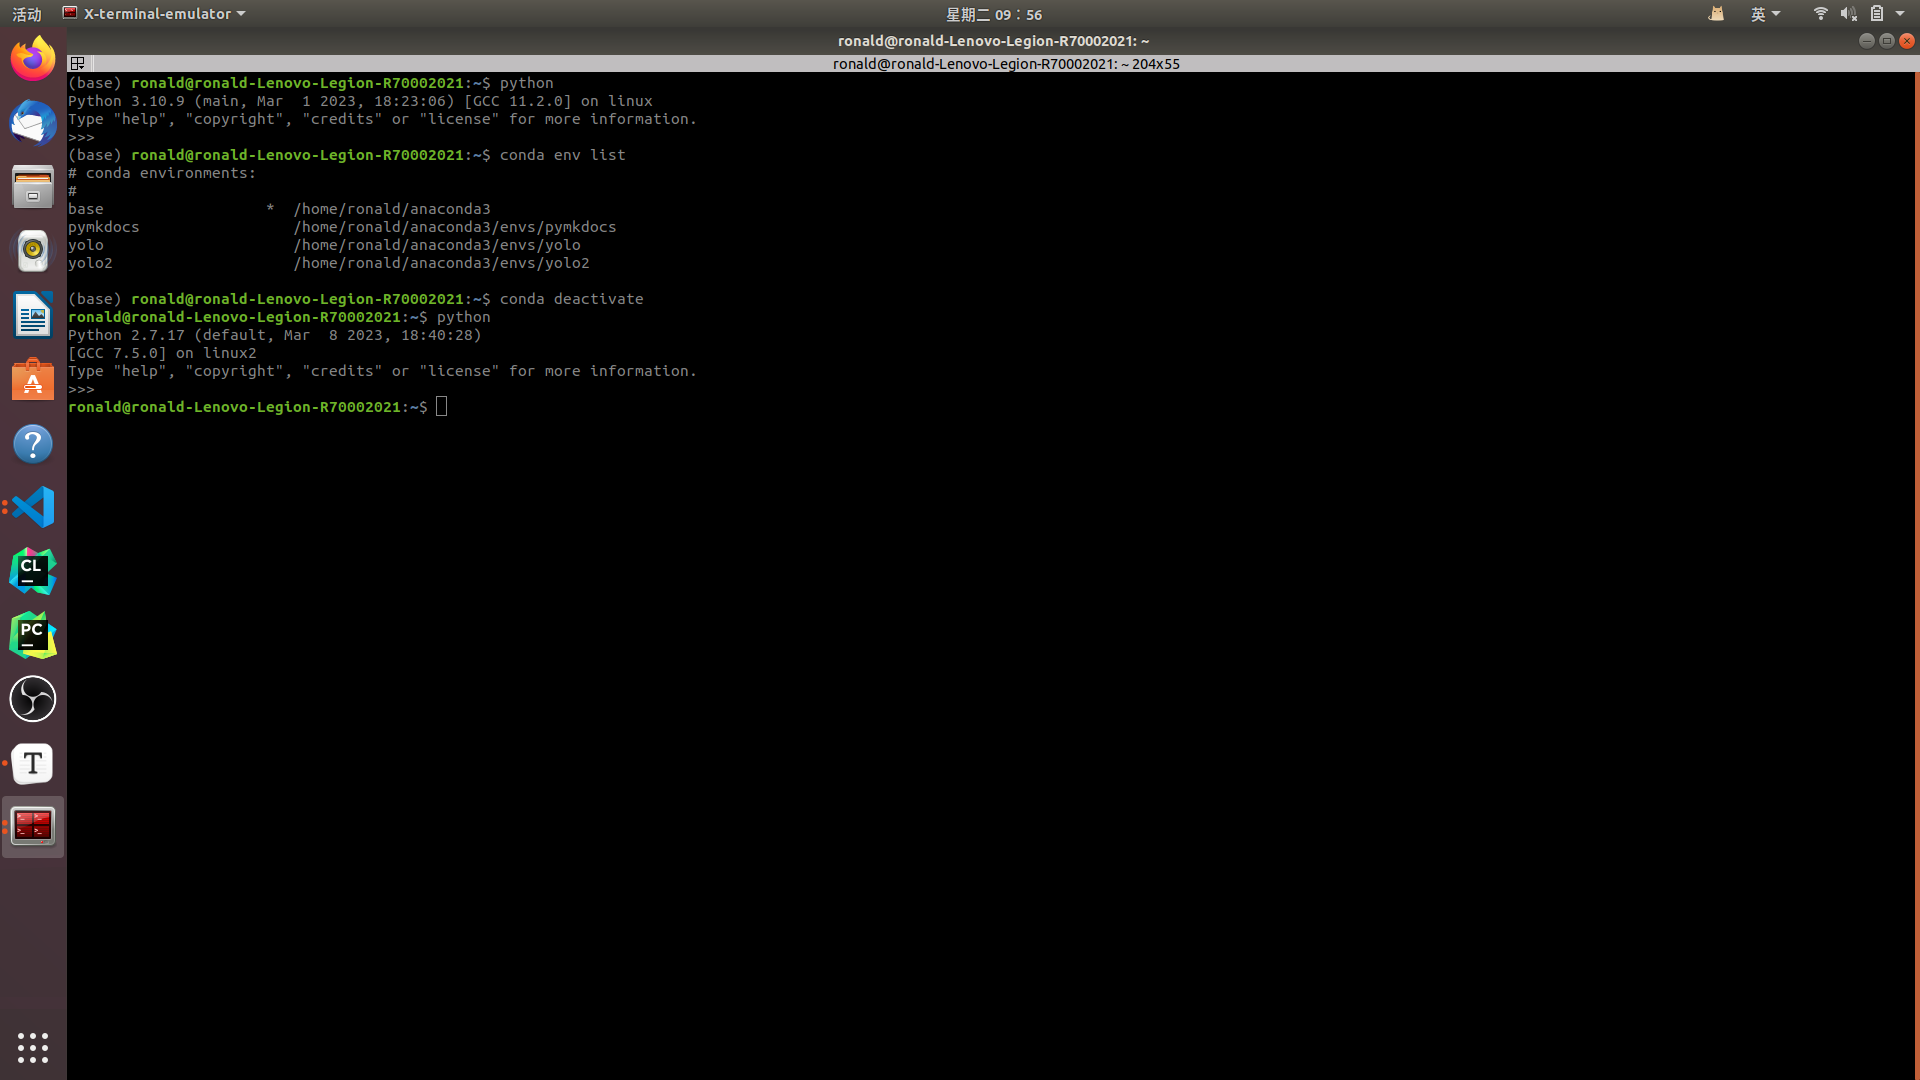 活动 X-terminal-emulator 星期二 09：56 英
ronald@ronald-Lenovo-Legion-R70002021: ~
ronald@ronald-Lenovo-Legion-R70002021: ~ 204x55
(base) ronald@ronald-Lenovo-Legion-R70002021:~$ python
Python 3.10.9 (main, Mar  1 2023, 18:23:06) [GCC 11.2.0] on linux
Type "help", "copyright", "credits" or "license" for more information.
>>>
(base) ronald@ronald-Lenovo-Legion-R70002021:~$ conda env list
# conda environments:
#
base                  *  /home/ronald/anaconda3
pymkdocs                 /home/ronald/anaconda3/envs/pymkdocs
yolo                     /home/ronald/anaconda3/envs/yolo
yolo2                    /home/ronald/anaconda3/envs/yolo2
(base) ronald@ronald-Lenovo-Legion-R70002021:~$ conda deactivate
ronald@ronald-Lenovo-Legion-R70002021:~$ python
Python 2.7.17 (default, Mar  8 2023, 18:40:28)
[GCC 7.5.0] on linux2
Type "help", "copyright", "credits" or "license" for more information.
>>>
ronald@ronald-Lenovo-Legion-R70002021:~$
A
?
CL
PC
T